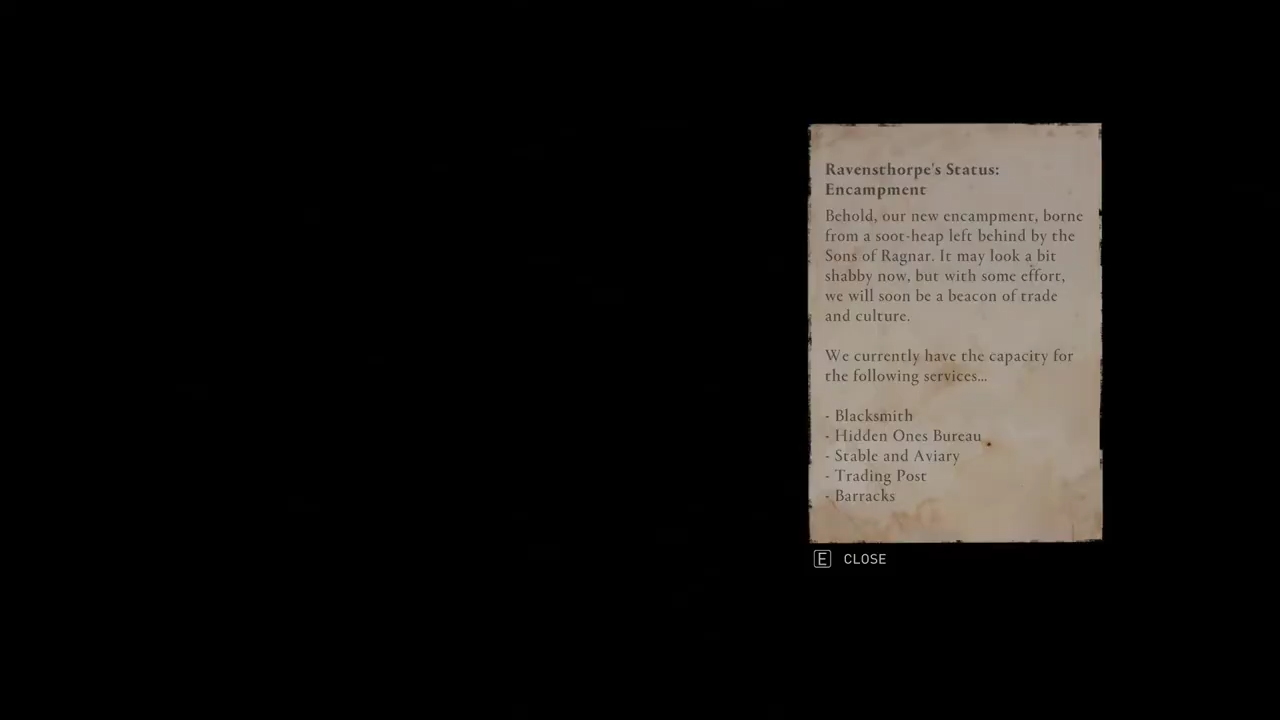 Ravensthorpe's Status:
Encampment
Behold, our new encampment, borne
from a soot-heap left behind by the
Sons of Ragnar. It may look a bit
shabby now, but with some effort,
we will soon be a beacon of trade
and culture.
We currently have the capacity for
the following services...
- Blacksmith
- Hidden Ones Bureau
- Stable and Aviary
- Trading Post
- Barracks
E CLOSE